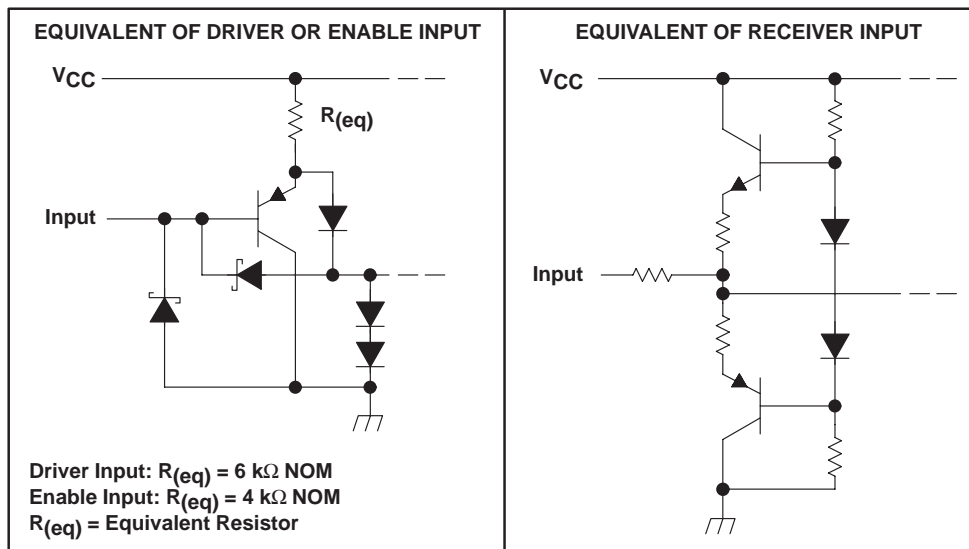 EQUIVALENT OF DRIVER OR ENABLE INPUT
VCC
R(eq)
Input
Driver Input: R(eq) = 6 kΩ NOM
Enable Input: R(eq) = 4 kΩ NOM
R(eq) = Equivalent Resistor
EQUIVALENT OF RECEIVER INPUT
VCC
Input